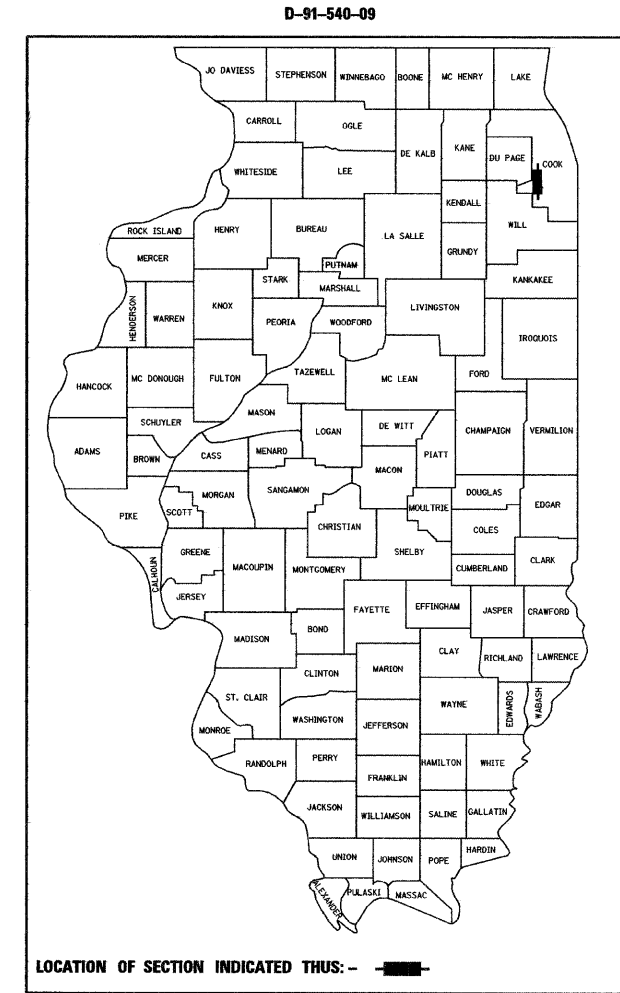 D-91-540-09
JO DAVIESS STEPHENSON WINNEBAGO BOONE MC HENRY LAKE
CARROLL OGLE DE KALB KANE DU PAGE COOK
WHITESIDE LEE
KENDALL
ROCK ISLAND HENRY BUREAU LA SALLE WILL
MERCER PUTNAM GRUNDY
STARK MARSHALL KANKAKEE
HENDERSON WARREN KNOX PEORIA WOODFORD LIVINGSTON
IROQUOIS
HANCOCK MC DONOUGH FULTON TAZEWELL MC LEAN FORD
MASON
SCHUYLER LOGAN DE WITT CHAMPAIGN VERMILION
ADAMS BROWN CASS MENARD PIATT
MACON
MORGAN SANGAMON DOUGLAS
PIKE SCOTT MOULTRIE EDGAR
CHRISTIAN COLES
GREENE MACOUPIN MONTGOMERY SHELBY
CALHOUN CUMBERLAND CLARK
JERSEY
FAYETTE EFFINGHAM JASPER CRAWFORD
MADISON BOND
CLAY RICHLAND LAWRENCE
CLINTON MARION
ST. CLAIR WAYNE EDWARDS WABASH
WASHINGTON JEFFERSON
MONROE
RANDOLPH PERRY HAMILTON WHITE
FRANKLIN
JACKSON WILLIAMSON SALINE GALLATIN
UNION JOHNSON POPE HARDIN
ALEXANDER PULASKI MASSAC
LOCATION OF SECTION INDICATED THUS: -